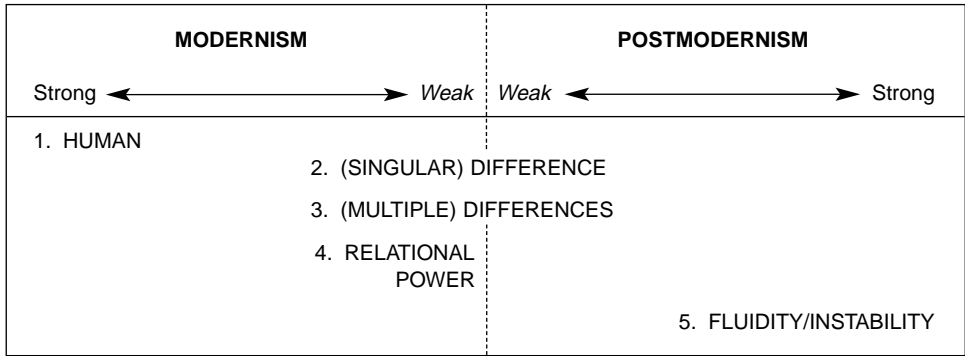 MODERNISM POSTMODERNISM
Strong Weak Weak Strong
1. HUMAN
2. (SINGULAR) DIFFERENCE
3. (MULTIPLE) DIFFERENCES
4. RELATIONAL
POWER
5. FLUIDITY/INSTABILITY